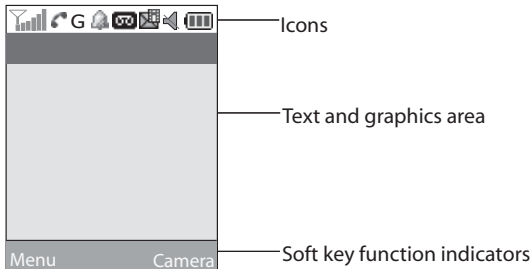 G
Icons
Text and graphics area
Menu Camera
Soft key function indicators